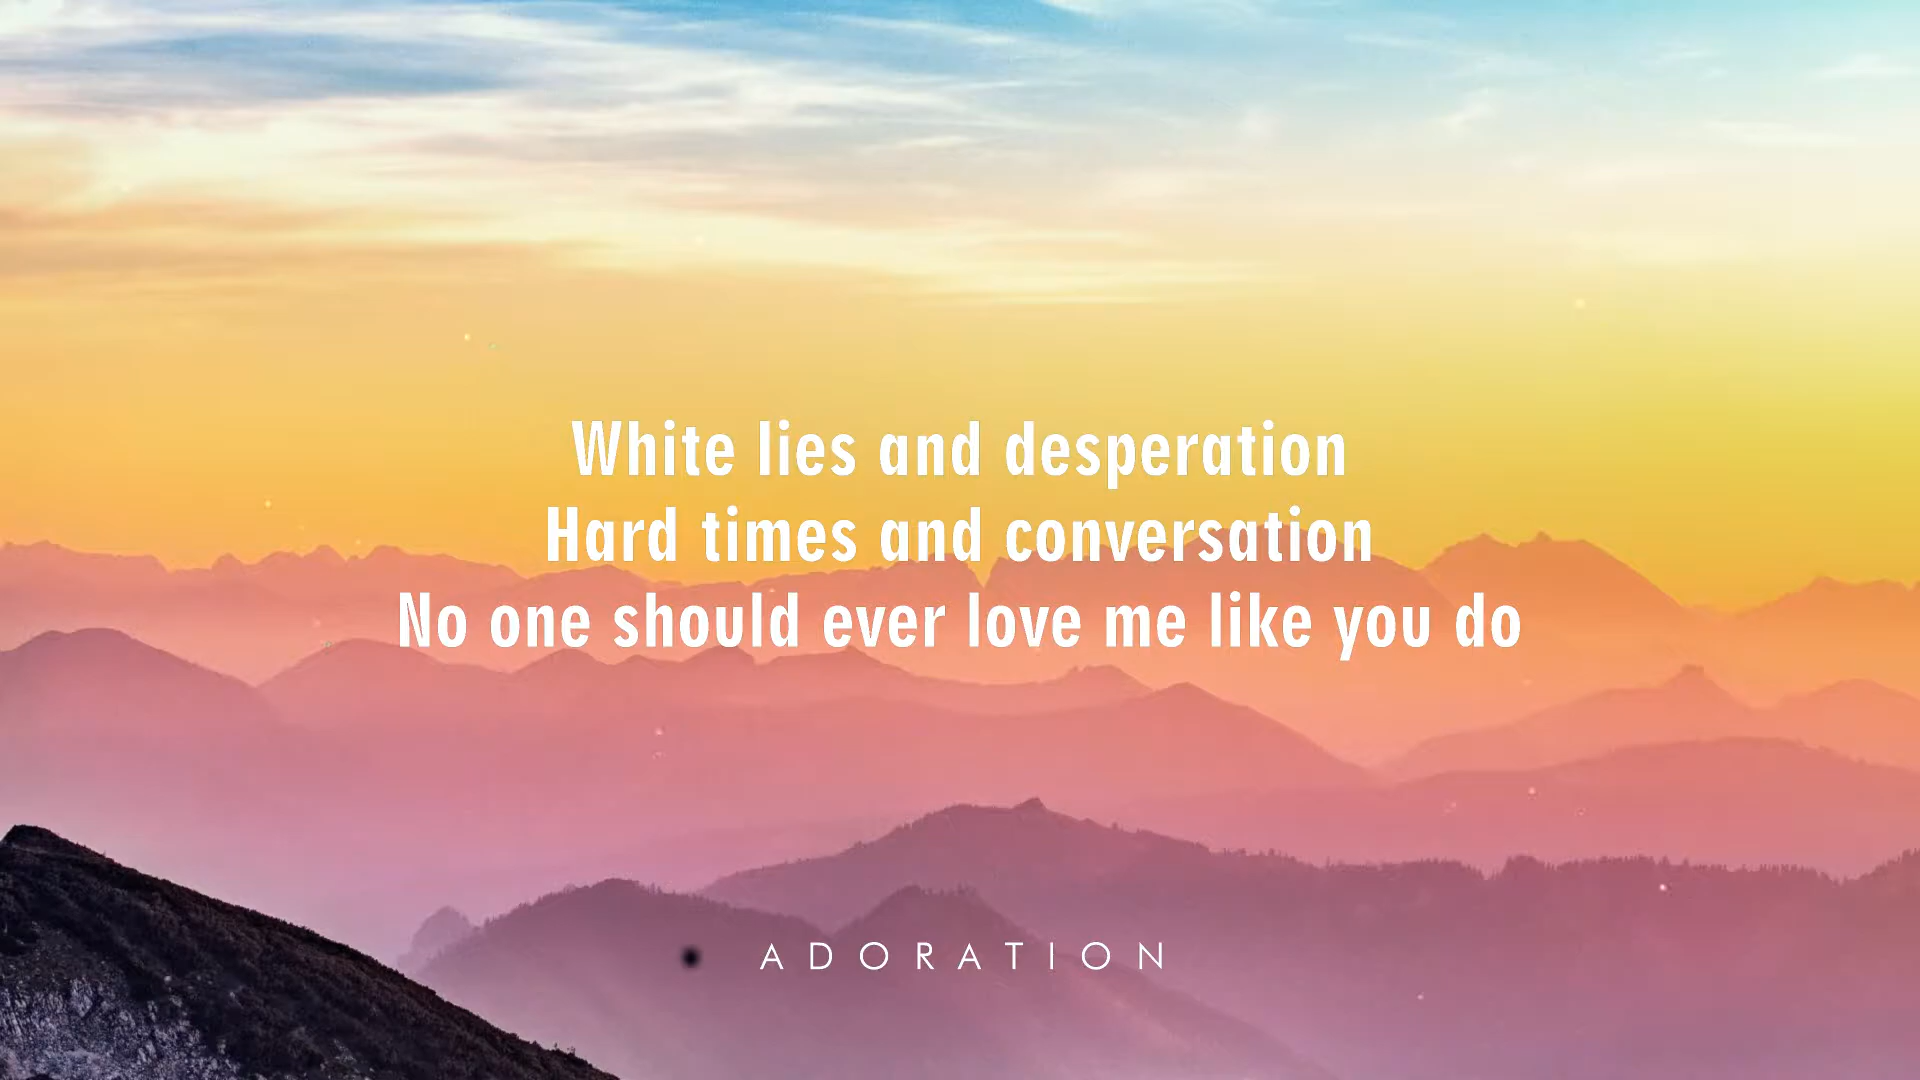 White lies and desperation
Hard times and conversation
No one should ever love me like you do
ADORATION